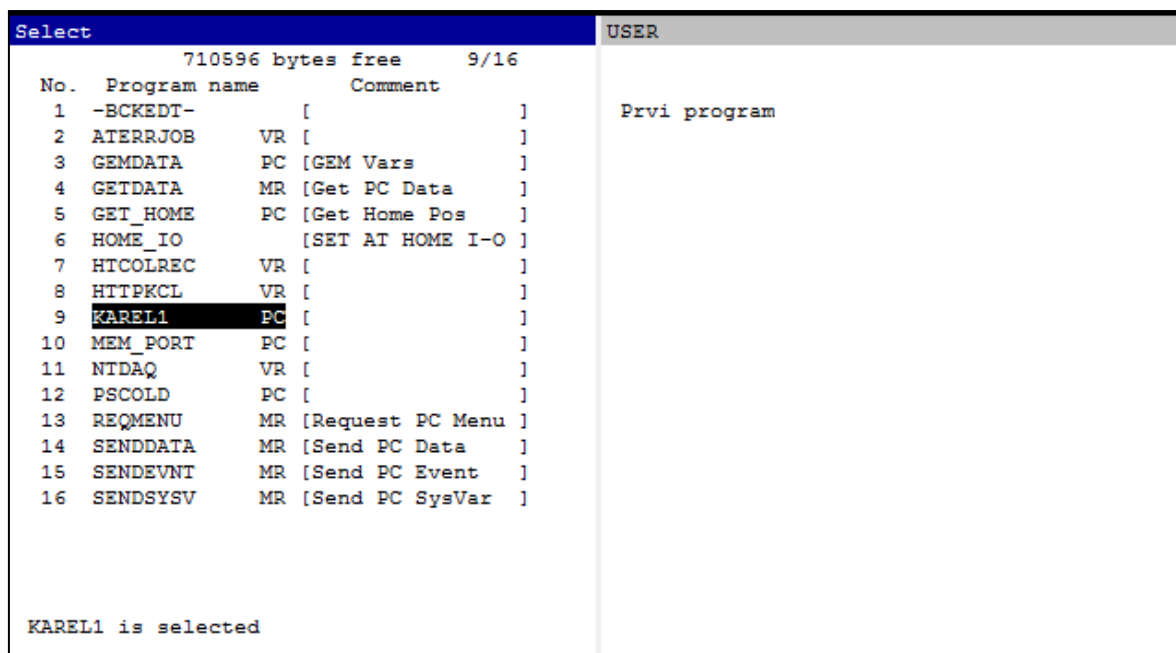 Select
710596 bytes free 9/16
No. Program name Comment
1 -BCKEDT- [ ]
2 ATERRJOB VR [ ]
3 GEMDATA PC [GEM Vars ]
4 GETDATA MR [Get PC Data ]
5 GET_HOME PC [Get Home Pos ]
6 HOME_IO [SET AT HOME I-O ]
7 HTCOLREC VR [ ]
8 HTTPKCL VR [ ]
9 KAREL1 PC [ ]
10 MEM_PORT PC [ ]
11 NTDAQ VR [ ]
12 PSCOLD PC [ ]
13 REQMENU MR [Request PC Menu ]
14 SENDDATA MR [Send PC Data ]
15 SENDEVNT MR [Send PC Event ]
16 SENDSYSV MR [Send PC SysVar ]
KAREL1 is selected
USER
Prvi program